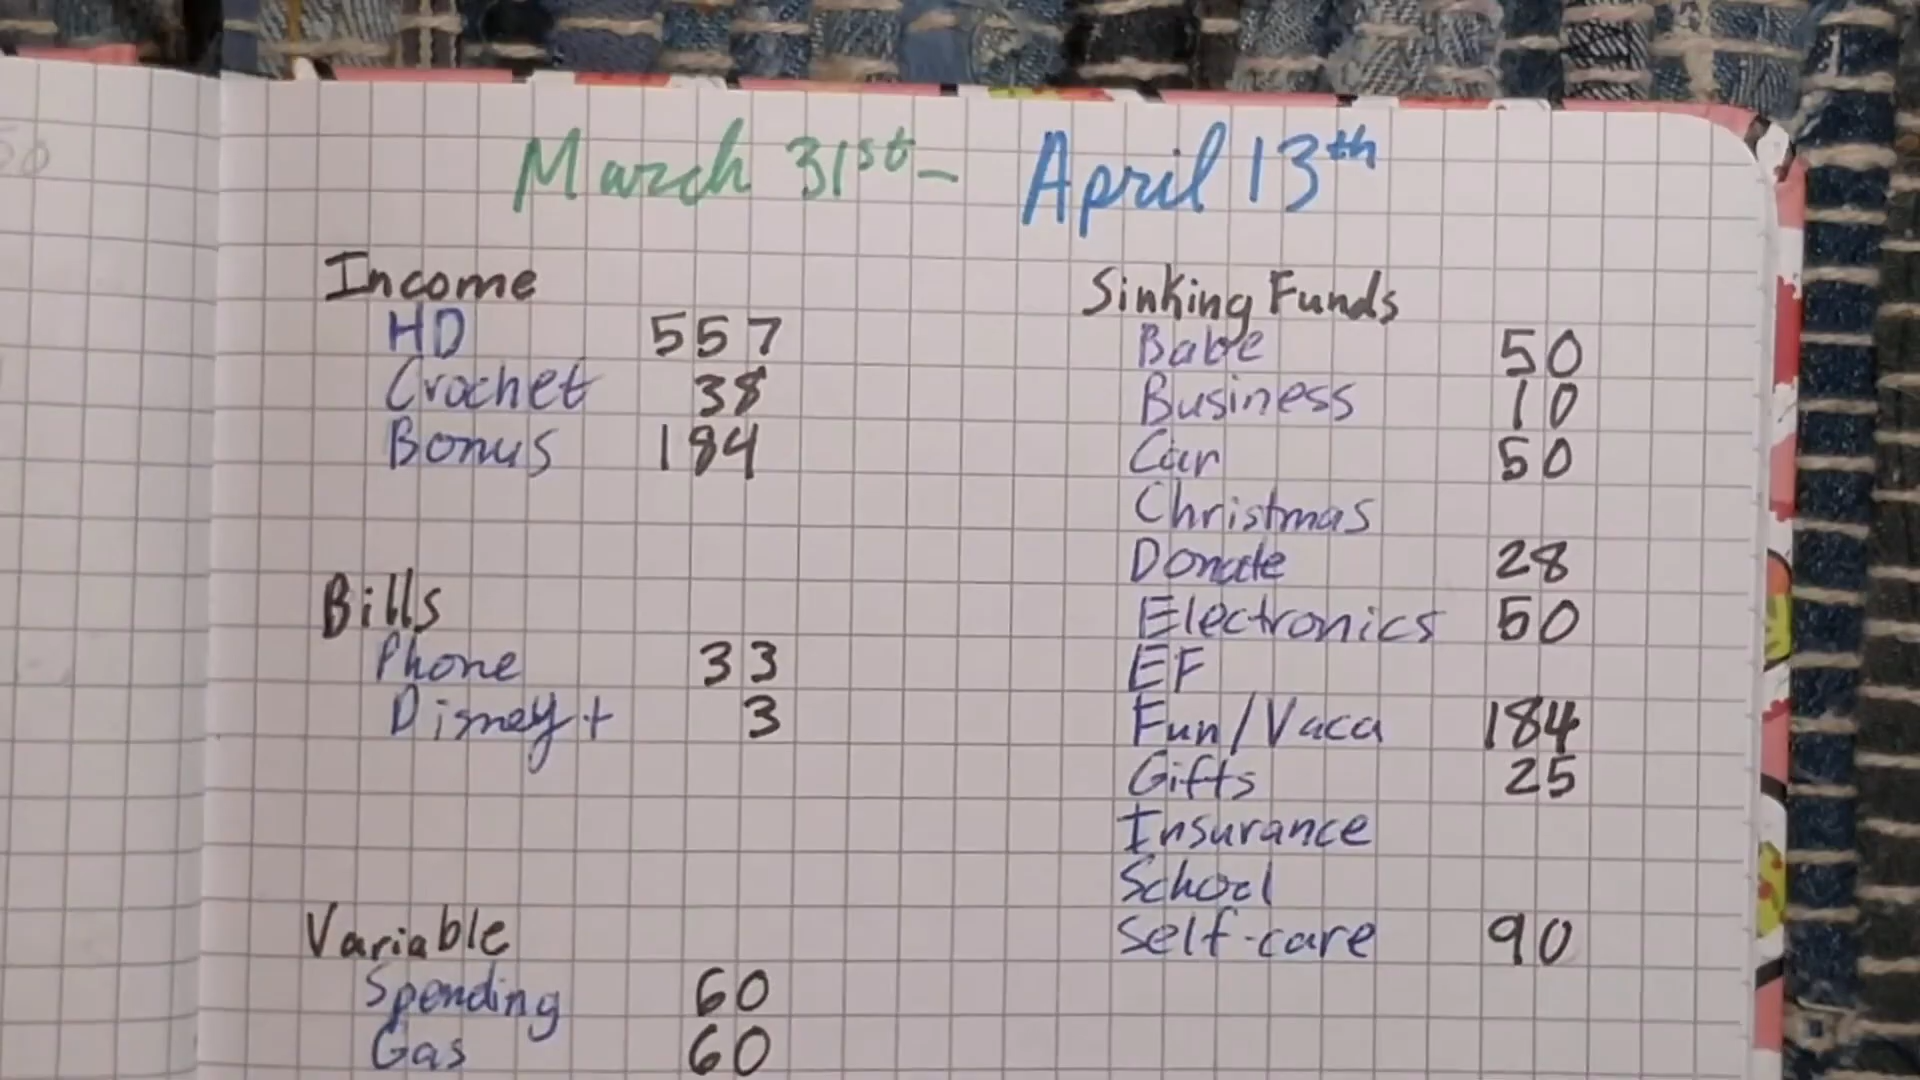 March 31st - April 13th
Income
HD 557
Crochet 38
Bonus 184
Bills
Phone 33
Disney+ 3
Variable
Spending 60
Gas 60
Sinking Funds
Babe 50
Business 10
Car 50
Christmas
Donate 28
Electronics 50
EF
Fun/Vaca 184
Gifts 25
Insurance
School
Self-care 90